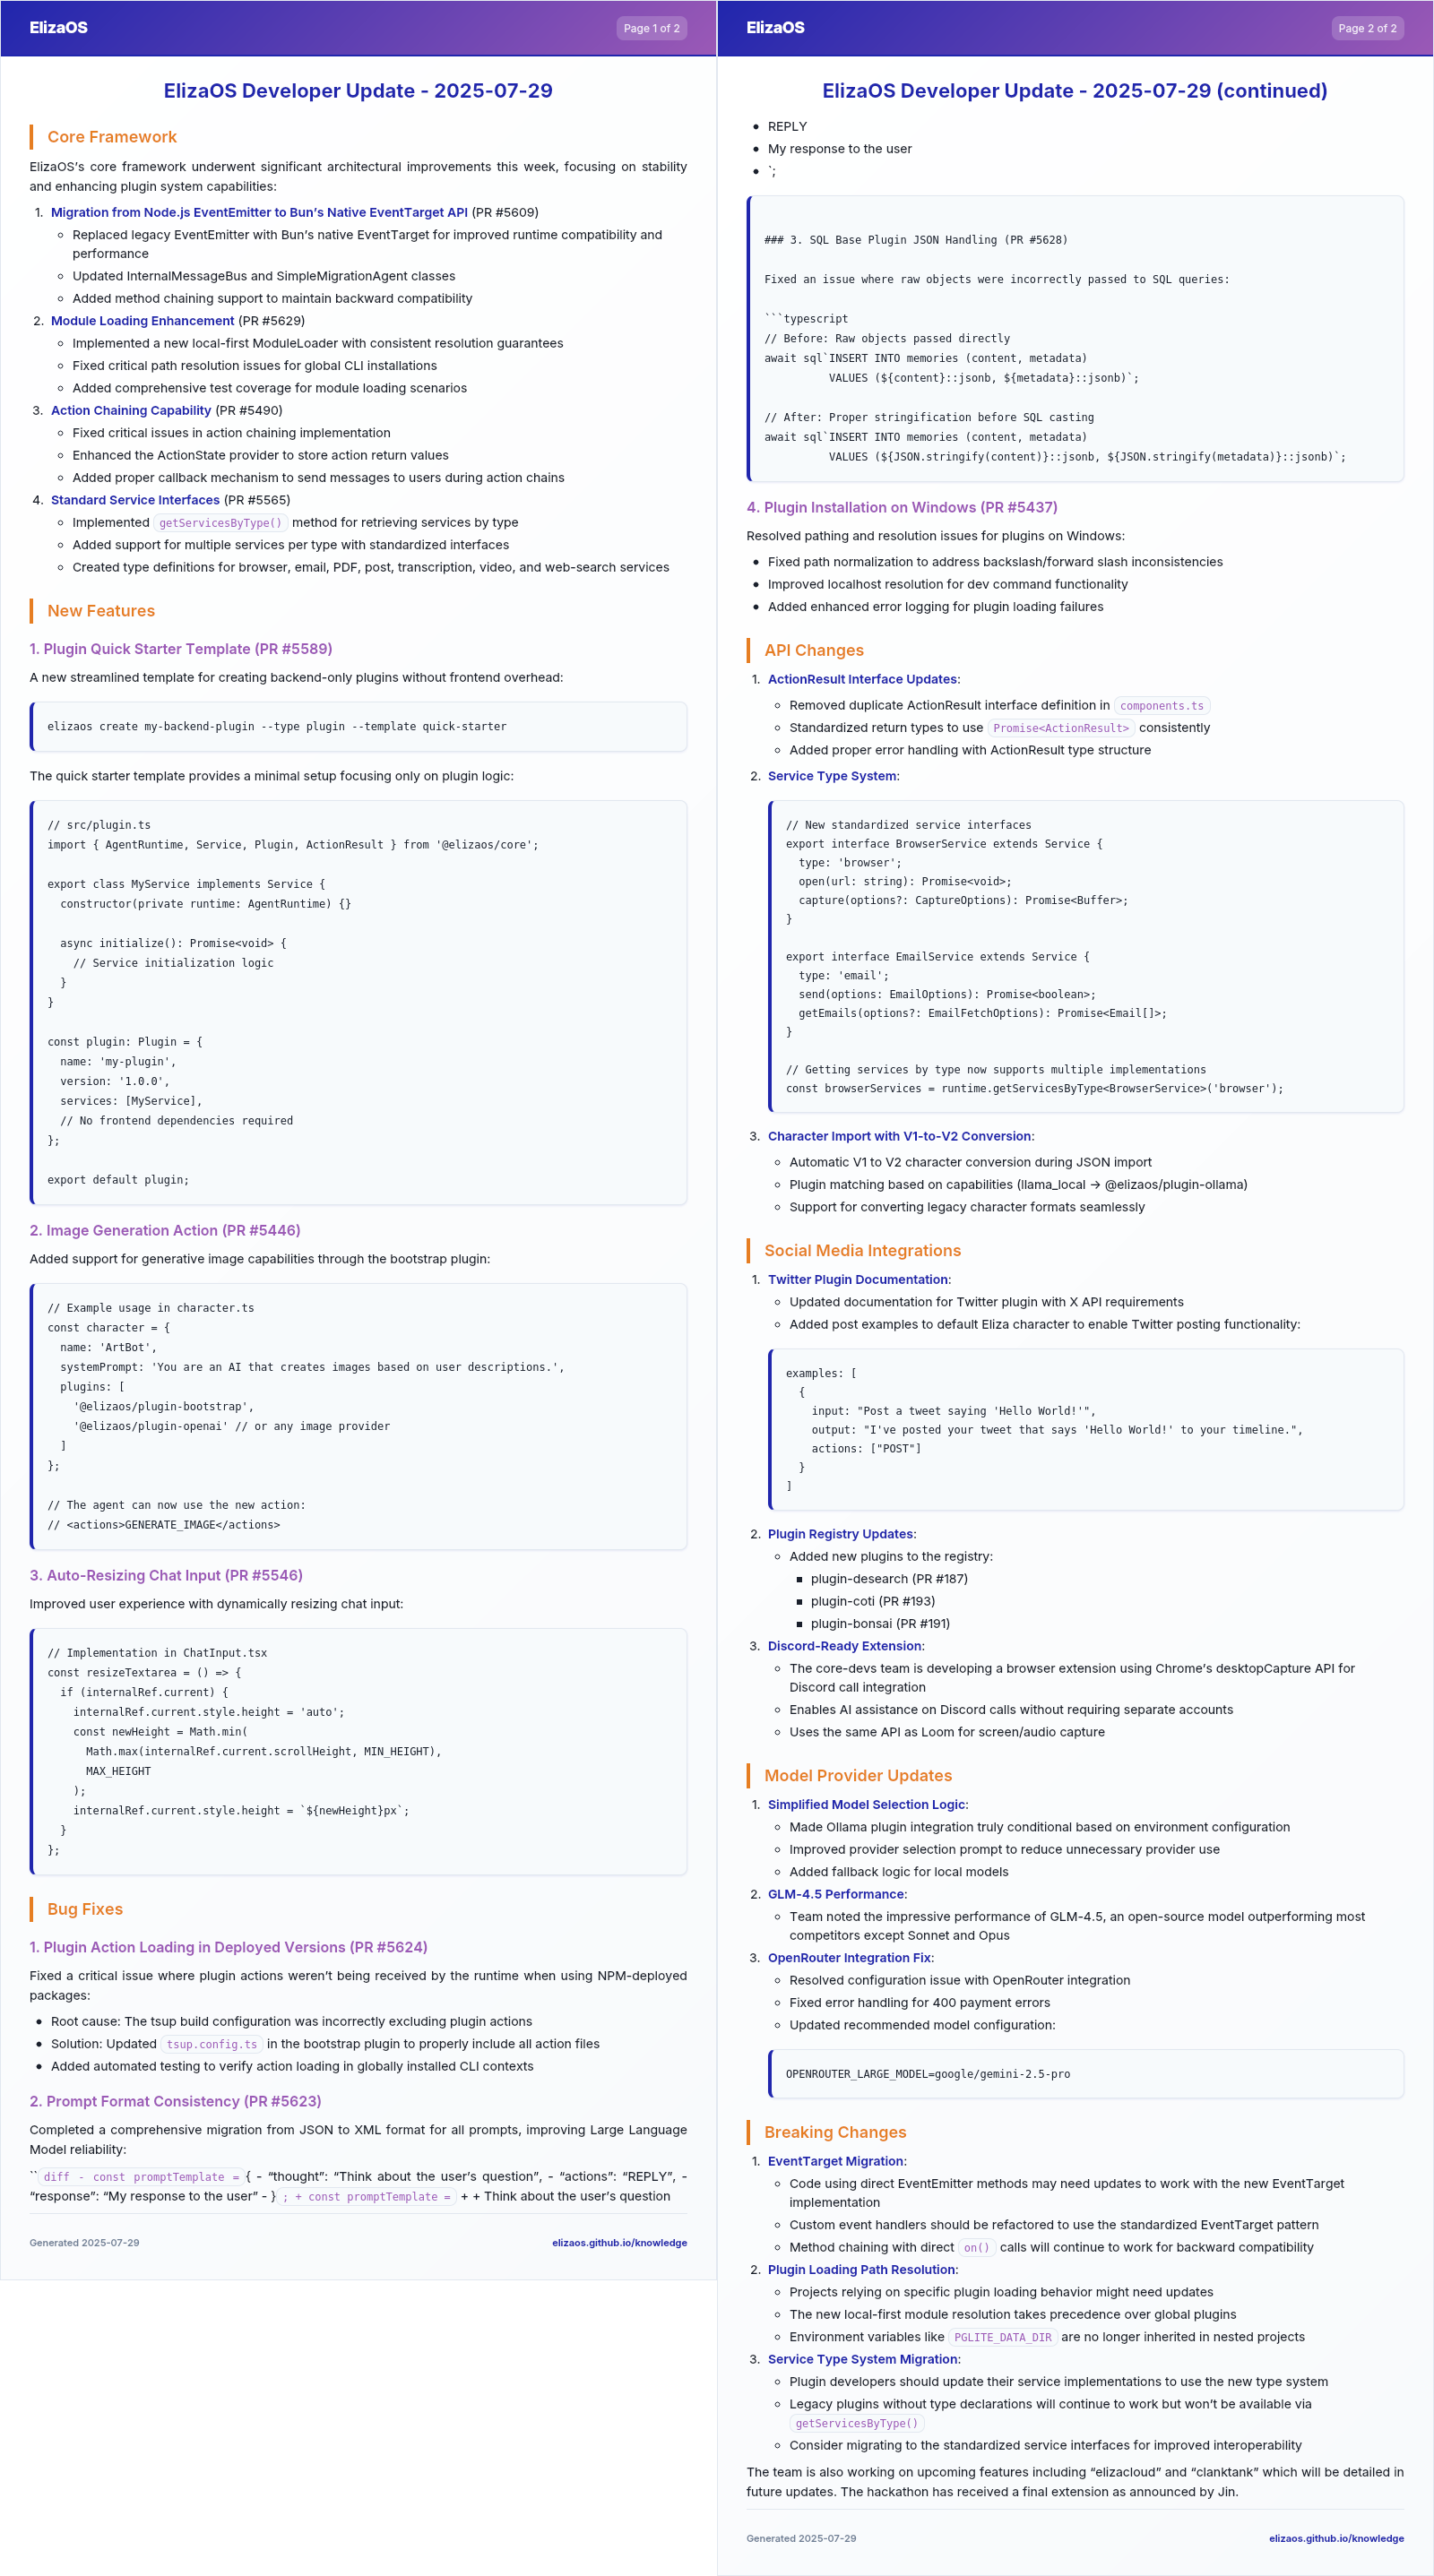 ElizaOS
Page 1 of 2
ElizaOS Developer Update - 2025-07-29
Core Framework
ElizaOS’s core framework underwent significant architectural improvements this week, focusing on stability
and enhancing plugin system capabilities:
1. Migration from Node.js EventEmitter to Bun’s Native EventTarget API (PR #5609)
◦ Replaced legacy EventEmitter with Bun’s native EventTarget for improved runtime compatibility and
performance
◦ Updated InternalMessageBus and SimpleMigrationAgent classes
◦ Added method chaining support to maintain backward compatibility
2. Module Loading Enhancement (PR #5629)
◦ Implemented a new local-first ModuleLoader with consistent resolution guarantees
◦ Fixed critical path resolution issues for global CLI installations
◦ Added comprehensive test coverage for module loading scenarios
3. Action Chaining Capability (PR #5490)
◦ Fixed critical issues in action chaining implementation
◦ Enhanced the ActionState provider to store action return values
◦ Added proper callback mechanism to send messages to users during action chains
4. Standard Service Interfaces (PR #5565)
◦ Implemented getServicesByType() method for retrieving services by type
◦ Added support for multiple services per type with standardized interfaces
◦ Created type definitions for browser, email, PDF, post, transcription, video, and web-search services
New Features
1. Plugin Quick Starter Template (PR #5589)
A new streamlined template for creating backend-only plugins without frontend overhead:
elizaos create my-backend-plugin --type plugin --template quick-starter
The quick starter template provides a minimal setup focusing only on plugin logic:
// src/plugin.ts
import { AgentRuntime, Service, Plugin, ActionResult } from '@elizaos/core';
export class MyService implements Service {
  constructor(private runtime: AgentRuntime) {}
  async initialize(): Promise<void> {
    // Service initialization logic
  }
}
const plugin: Plugin = {
  name: 'my-plugin',
  version: '1.0.0',
  services: [MyService],
  // No frontend dependencies required
};
export default plugin;
2. Image Generation Action (PR #5446)
Added support for generative image capabilities through the bootstrap plugin:
// Example usage in character.ts
const character = {
  name: 'ArtBot',
  systemPrompt: 'You are an AI that creates images based on user descriptions.',
  plugins: [
    '@elizaos/plugin-bootstrap',
    '@elizaos/plugin-openai' // or any image provider
  ]
};
// The agent can now use the new action:
// <actions>GENERATE_IMAGE</actions>
3. Auto-Resizing Chat Input (PR #5546)
Improved user experience with dynamically resizing chat input:
// Implementation in ChatInput.tsx
const resizeTextarea = () => {
  if (internalRef.current) {
    internalRef.current.style.height = 'auto';
    const newHeight = Math.min(
      Math.max(internalRef.current.scrollHeight, MIN_HEIGHT),
      MAX_HEIGHT
    );
    internalRef.current.style.height = `${newHeight}px`;
  }
};
Bug Fixes
1. Plugin Action Loading in Deployed Versions (PR #5624)
Fixed a critical issue where plugin actions weren’t being received by the runtime when using NPM-deployed
packages:
• Root cause: The tsup build configuration was incorrectly excluding plugin actions
• Solution: Updated tsup.config.ts in the bootstrap plugin to properly include all action files
• Added automated testing to verify action loading in globally installed CLI contexts
2. Prompt Format Consistency (PR #5623)
Completed a comprehensive migration from JSON to XML format for all prompts, improving Large Language
Model reliability:
``diff - const promptTemplate = { - “thought”: “Think about the user’s question”, - “actions”: “REPLY”, -
“response”: “My response to the user” - } ; + const promptTemplate = + + Think about the user’s question
Generated 2025-07-29
elizaos.github.io/knowledge
ElizaOS
Page 2 of 2
ElizaOS Developer Update - 2025-07-29 (continued)
• REPLY
• My response to the user
• `;
### 3. SQL Base Plugin JSON Handling (PR #5628)
Fixed an issue where raw objects were incorrectly passed to SQL queries:
```typescript
// Before: Raw objects passed directly
await sql`INSERT INTO memories (content, metadata)
          VALUES (${content}::jsonb, ${metadata}::jsonb)`;
// After: Proper stringification before SQL casting
await sql`INSERT INTO memories (content, metadata)
          VALUES (${JSON.stringify(content)}::jsonb, ${JSON.stringify(metadata)}::jsonb)`;
4. Plugin Installation on Windows (PR #5437)
Resolved pathing and resolution issues for plugins on Windows:
• Fixed path normalization to address backslash/forward slash inconsistencies
• Improved localhost resolution for dev command functionality
• Added enhanced error logging for plugin loading failures
API Changes
1. ActionResult Interface Updates:
◦ Removed duplicate ActionResult interface definition in components.ts
◦ Standardized return types to use Promise<ActionResult> consistently
◦ Added proper error handling with ActionResult type structure
2. Service Type System:
// New standardized service interfaces
export interface BrowserService extends Service {
  type: 'browser';
  open(url: string): Promise<void>;
  capture(options?: CaptureOptions): Promise<Buffer>;
}
export interface EmailService extends Service {
  type: 'email';
  send(options: EmailOptions): Promise<boolean>;
  getEmails(options?: EmailFetchOptions): Promise<Email[]>;
}
// Getting services by type now supports multiple implementations
const browserServices = runtime.getServicesByType<BrowserService>('browser');
3. Character Import with V1-to-V2 Conversion:
◦ Automatic V1 to V2 character conversion during JSON import
◦ Plugin matching based on capabilities (llama_local → @elizaos/plugin-ollama)
◦ Support for converting legacy character formats seamlessly
Social Media Integrations
1. Twitter Plugin Documentation:
◦ Updated documentation for Twitter plugin with X API requirements
◦ Added post examples to default Eliza character to enable Twitter posting functionality:
examples: [
  {
    input: "Post a tweet saying 'Hello World!'",
    output: "I've posted your tweet that says 'Hello World!' to your timeline.",
    actions: ["POST"]
  }
]
2. Plugin Registry Updates:
◦ Added new plugins to the registry:
▪ plugin-desearch (PR #187)
▪ plugin-coti (PR #193)
▪ plugin-bonsai (PR #191)
3. Discord-Ready Extension:
◦ The core-devs team is developing a browser extension using Chrome’s desktopCapture API for
Discord call integration
◦ Enables AI assistance on Discord calls without requiring separate accounts
◦ Uses the same API as Loom for screen/audio capture
Model Provider Updates
1. Simplified Model Selection Logic:
◦ Made Ollama plugin integration truly conditional based on environment configuration
◦ Improved provider selection prompt to reduce unnecessary provider use
◦ Added fallback logic for local models
2. GLM-4.5 Performance:
◦ Team noted the impressive performance of GLM-4.5, an open-source model outperforming most
competitors except Sonnet and Opus
3. OpenRouter Integration Fix:
◦ Resolved configuration issue with OpenRouter integration
◦ Fixed error handling for 400 payment errors
◦ Updated recommended model configuration:
OPENROUTER_LARGE_MODEL=google/gemini-2.5-pro
Breaking Changes
1. EventTarget Migration:
◦ Code using direct EventEmitter methods may need updates to work with the new EventTarget
implementation
◦ Custom event handlers should be refactored to use the standardized EventTarget pattern
◦ Method chaining with direct on() calls will continue to work for backward compatibility
2. Plugin Loading Path Resolution:
◦ Projects relying on specific plugin loading behavior might need updates
◦ The new local-first module resolution takes precedence over global plugins
◦ Environment variables like PGLITE_DATA_DIR are no longer inherited in nested projects
3. Service Type System Migration:
◦ Plugin developers should update their service implementations to use the new type system
◦ Legacy plugins without type declarations will continue to work but won’t be available via
getServicesByType()
◦ Consider migrating to the standardized service interfaces for improved interoperability
The team is also working on upcoming features including “elizacloud” and “clanktank” which will be detailed in
future updates. The hackathon has received a final extension as announced by Jin.
Generated 2025-07-29
elizaos.github.io/knowledge